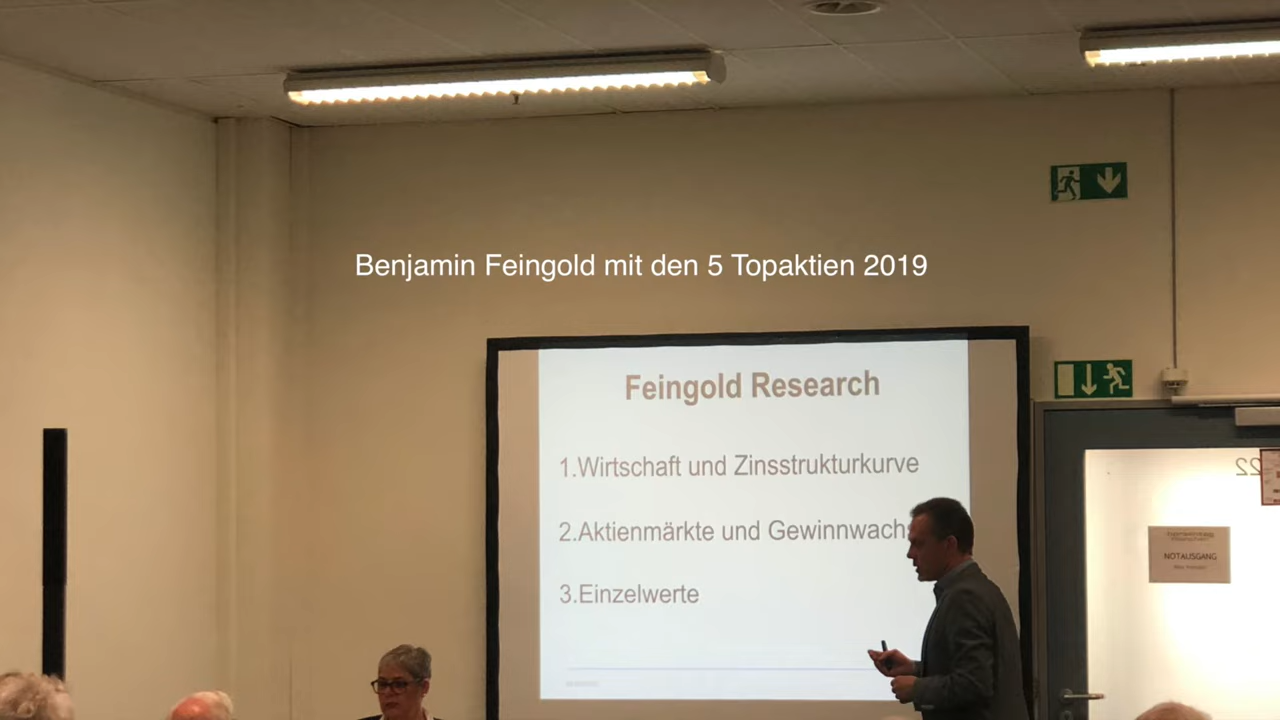 Benjamin Feingold mit den 5 Topaktien 2019
Feingold Research
1.Wirtschaft und Zinsstrukturkurve
2.Aktienmärkte und Gewinnwachs
3.Einzelwerte
NOTAUSGANG